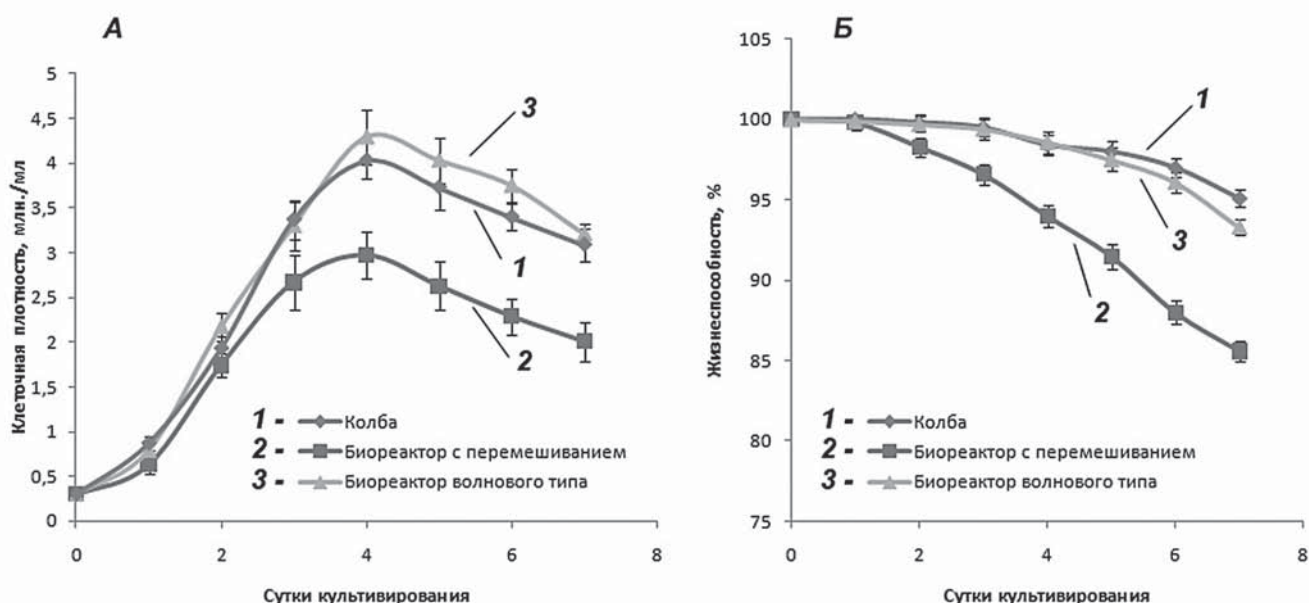 А
Клеточная плотность, млн./мл
5
4,5
4
3,5
3
2,5
2
1,5
1
0,5
0
0
2
4
6
8
3
1
2
1 - Колба
2 - Биореактор с перемешиванием
3 - Биореактор волнового типа
Сутки культивирования
Б
Жизнеспособность, %
105
100
95
90
85
80
75
0
2
4
6
8
1
3
2
1 - Колба
2 - Биореактор с перемешиванием
3 - Биореактор волнового типа
Сутки культивирования